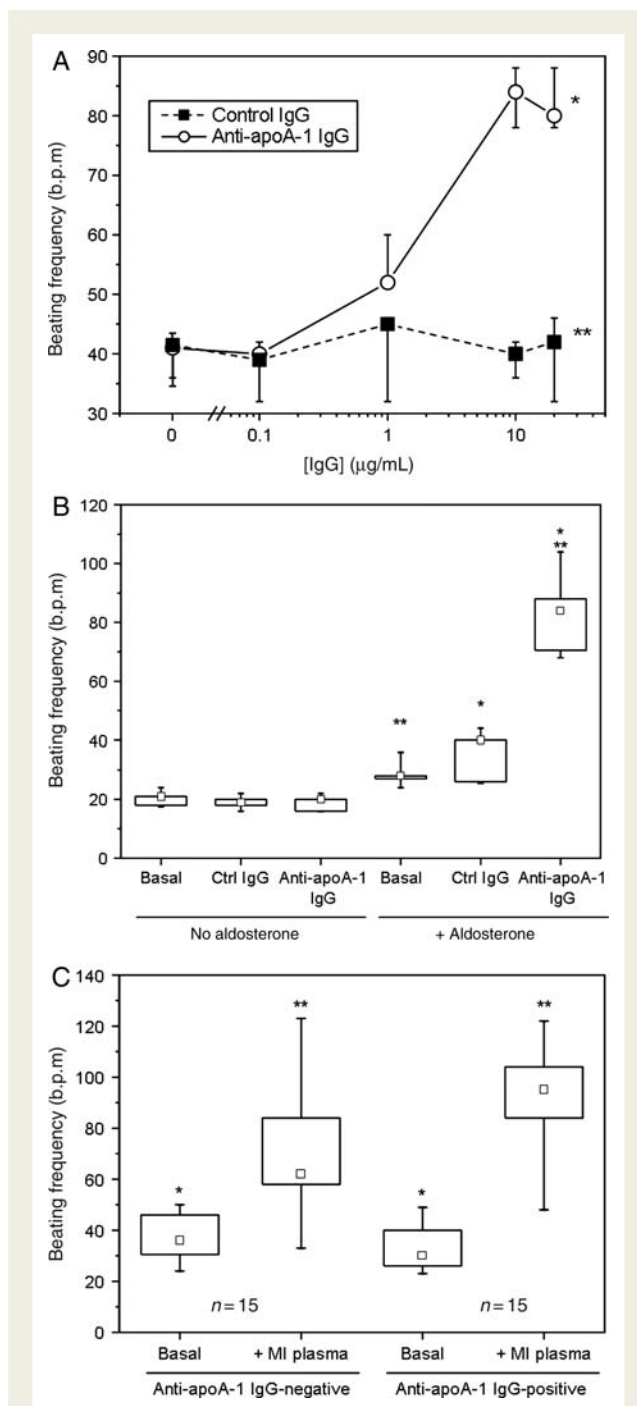 A
90
80
70
60
50
40
30
Beating frequency (b.p.m)
Control IgG
Anti-apoA-1 IgG
*
**
0
0.1
1
10
[IgG] (µg/mL)
B
120
100
80
60
40
20
0
Beating frequency (b.p.m)
**
*
*
**
Basal
Ctrl IgG
Anti-apoA-1
IgG
Basal
Ctrl IgG
Anti-apoA-1
IgG
No aldosterone
+ Aldosterone
C
140
120
100
80
60
40
20
0
Beating frequency (b.p.m)
*
**
*
**
n=15
n=15
Basal
+ MI plasma
Basal
+ MI plasma
Anti-apoA-1 IgG-negative
Anti-apoA-1 IgG-positive